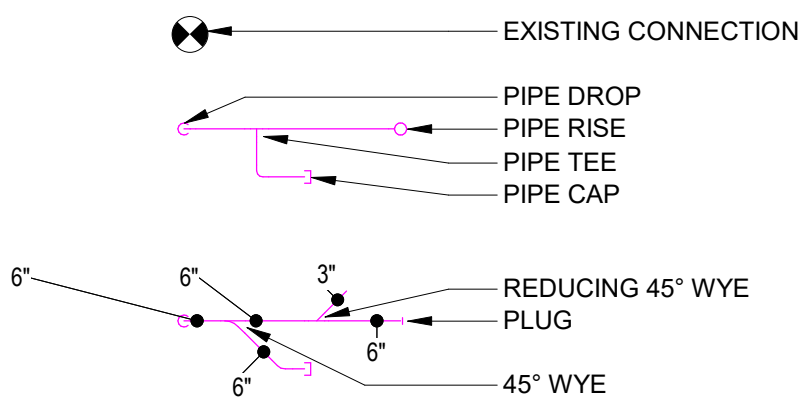 EXISTING CONNECTION
PIPE DROP
PIPE RISE
PIPE TEE
PIPE CAP
6"
6"
3"
REDUCING 45° WYE
PLUG
6"
6"
45° WYE